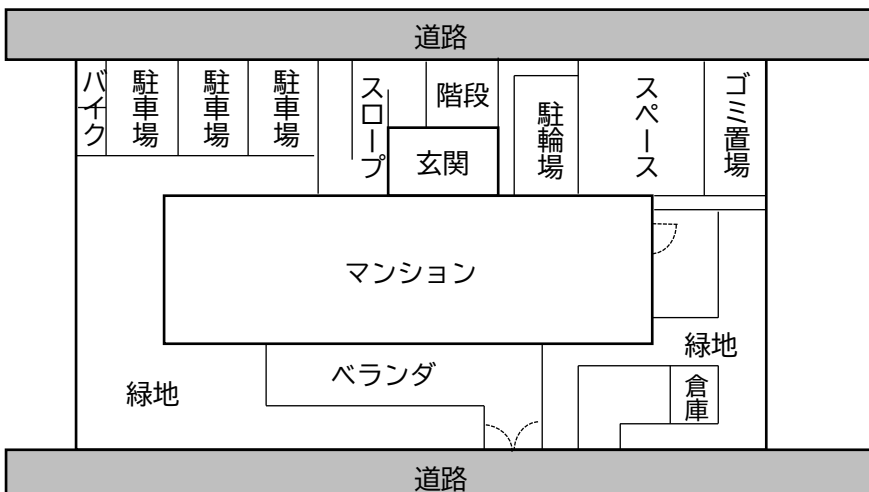 道路
バイク
駐車場
駐車場
駐車場
スロープ
階段
玄関
駐輪場
スペース
ゴミ置場
マンション
ベランダ
緑地
緑地
倉庫
道路